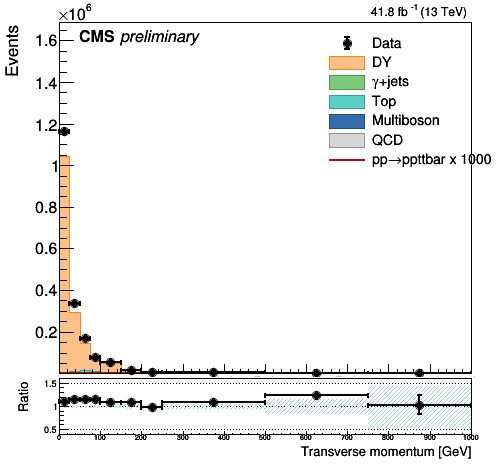 ×10⁶
41.8 fb⁻¹ (13 TeV)
CMS preliminary
Events
1.6
1.4
1.2
1
0.8
0.6
0.4
0.2
Data
DY
γ+jets
Top
Multiboson
QCD
pp→ppttbar x 1000
Ratio
1.5
1
0.5
0 100 200 300 400 500 600 700 800 900 1000
Transverse momentum [GeV]